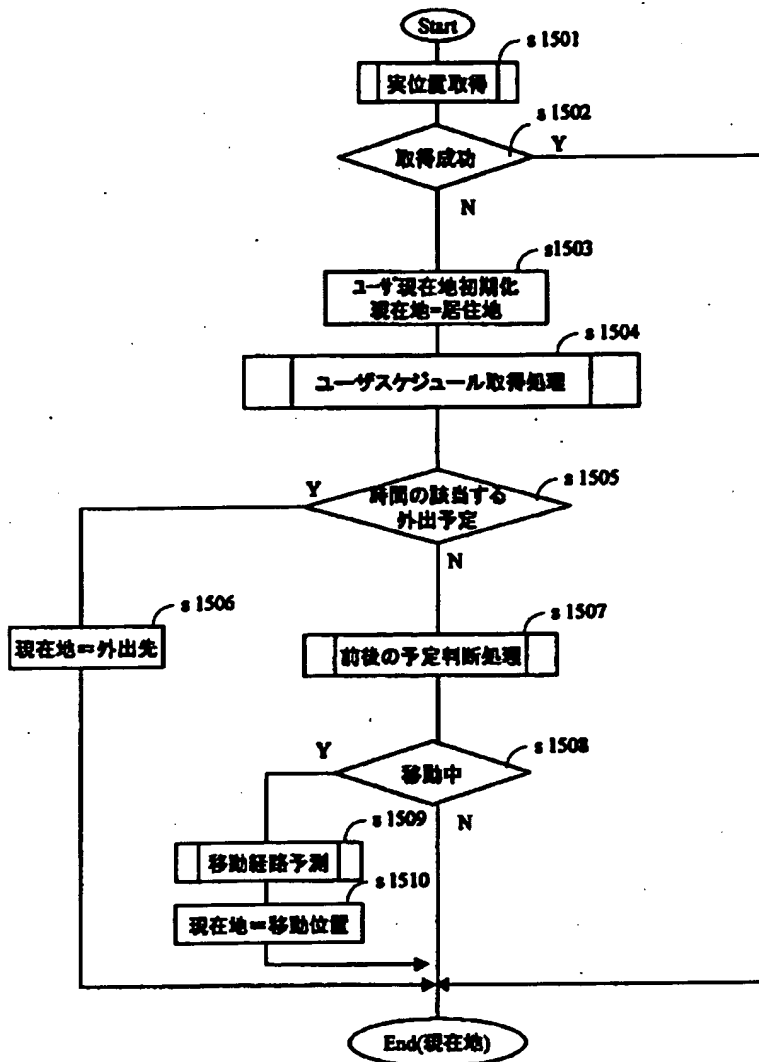 Start
s 1501
実位置取得
s 1502
取得成功
Y
N
s1503
ユーザ現在地初期化
現在地=居住地
s 1504
ユーザスケジュール取得処理
s 1505
Y
時間の該当する
外出予定
N
s 1506
現在地=外出先
s 1507
前後の予定判断処理
s 1508
Y
移動中
N
s 1509
移動経路予測
s 1510
現在地=移動位置
End(現在地)